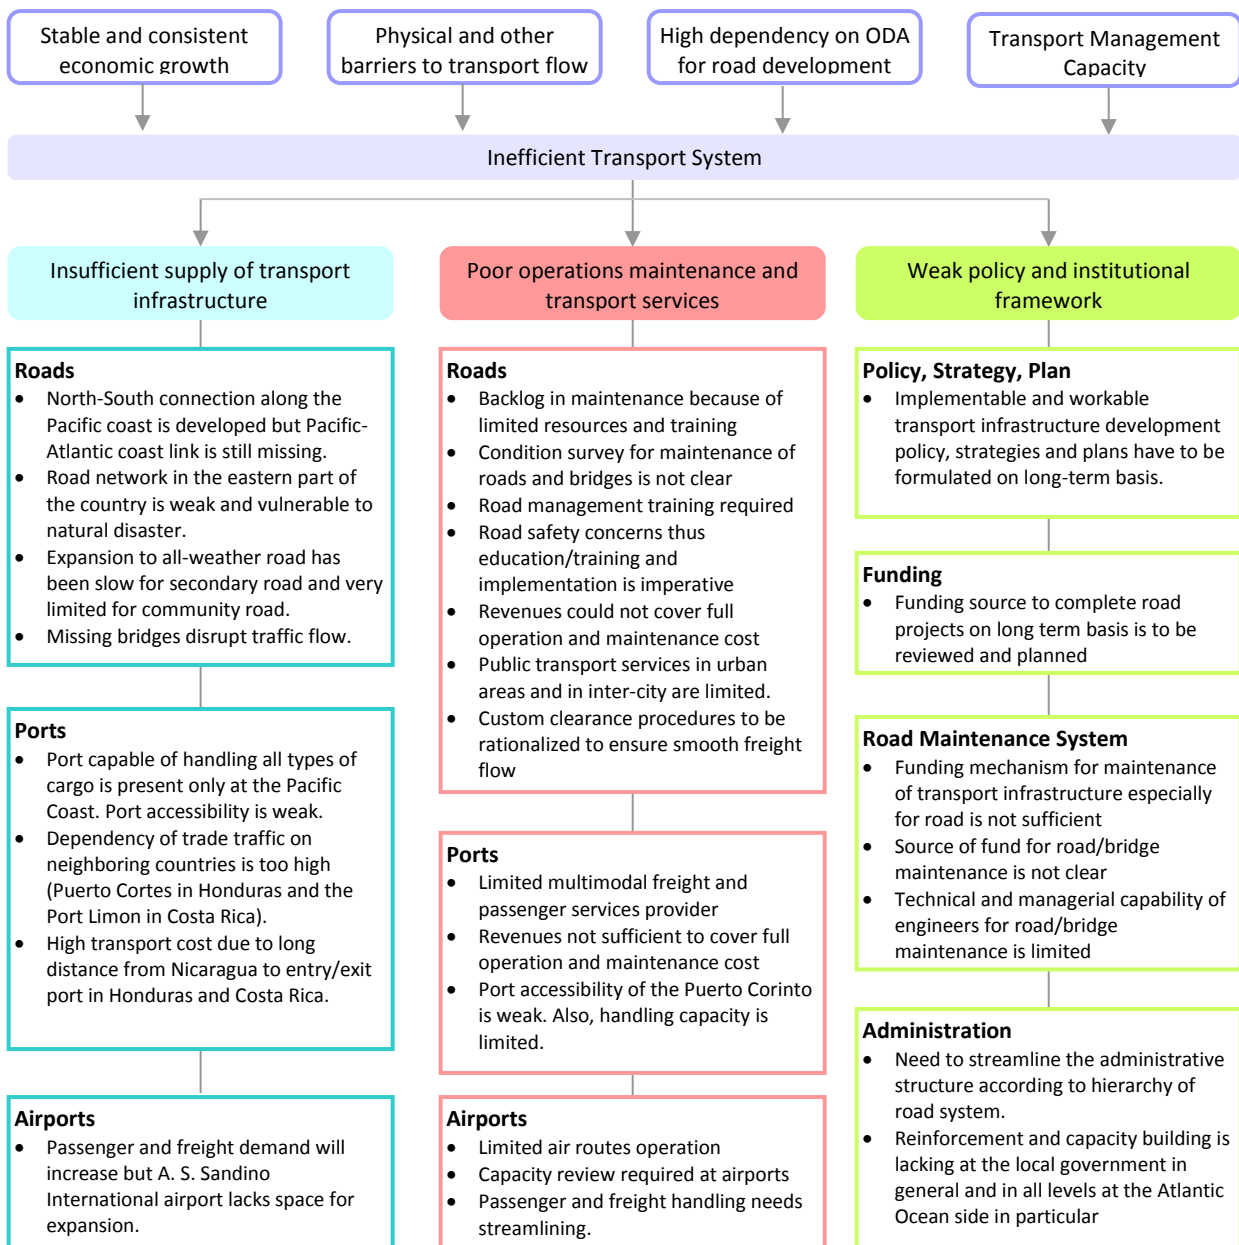 Stable and consistent
economic growth
Physical and other
barriers to transport flow
High dependency on ODA
for road development
Transport Management
Capacity
Inefficient Transport System
Insufficient supply of transport
infrastructure
Poor operations maintenance and
transport services
Weak policy and institutional
framework
Roads
• North-South connection along the
Pacific coast is developed but Pacific-
Atlantic coast link is still missing.
• Road network in the eastern part of
the country is weak and vulnerable to
natural disaster.
• Expansion to all-weather road has
been slow for secondary road and very
limited for community road.
• Missing bridges disrupt traffic flow.
Ports
• Port capable of handling all types of
cargo is present only at the Pacific
Coast. Port accessibility is weak.
• Dependency of trade traffic on
neighboring countries is too high
(Puerto Cortes in Honduras and the
Port Limon in Costa Rica).
• High transport cost due to long
distance from Nicaragua to entry/exit
port in Honduras and Costa Rica.
Airports
• Passenger and freight demand will
increase but A. S. Sandino
International airport lacks space for
expansion.
Roads
• Backlog in maintenance because of
limited resources and training
• Condition survey for maintenance of
roads and bridges is not clear
• Road management training required
• Road safety concerns thus
education/training and
implementation is imperative
• Revenues could not cover full
operation and maintenance cost
• Public transport services in urban
areas and in inter-city are limited.
• Custom clearance procedures to be
rationalized to ensure smooth freight
flow
Ports
• Limited multimodal freight and
passenger services provider
• Revenues not sufficient to cover full
operation and maintenance cost
• Port accessibility of the Puerto Corinto
is weak. Also, handling capacity is
limited.
Airports
• Limited air routes operation
• Capacity review required at airports
• Passenger and freight handling needs
streamlining.
Policy, Strategy, Plan
• Implementable and workable
transport infrastructure development
policy, strategies and plans have to be
formulated on long-term basis.
Funding
• Funding source to complete road
projects on long term basis is to be
reviewed and planned
Road Maintenance System
• Funding mechanism for maintenance
of transport infrastructure especially
for road is not sufficient
• Source of fund for road/bridge
maintenance is not clear
• Technical and managerial capability of
engineers for road/bridge
maintenance is limited
Administration
• Need to streamline the administrative
structure according to hierarchy of
road system.
• Reinforcement and capacity building is
lacking at the local government in
general and in all levels at the Atlantic
Ocean side in particular